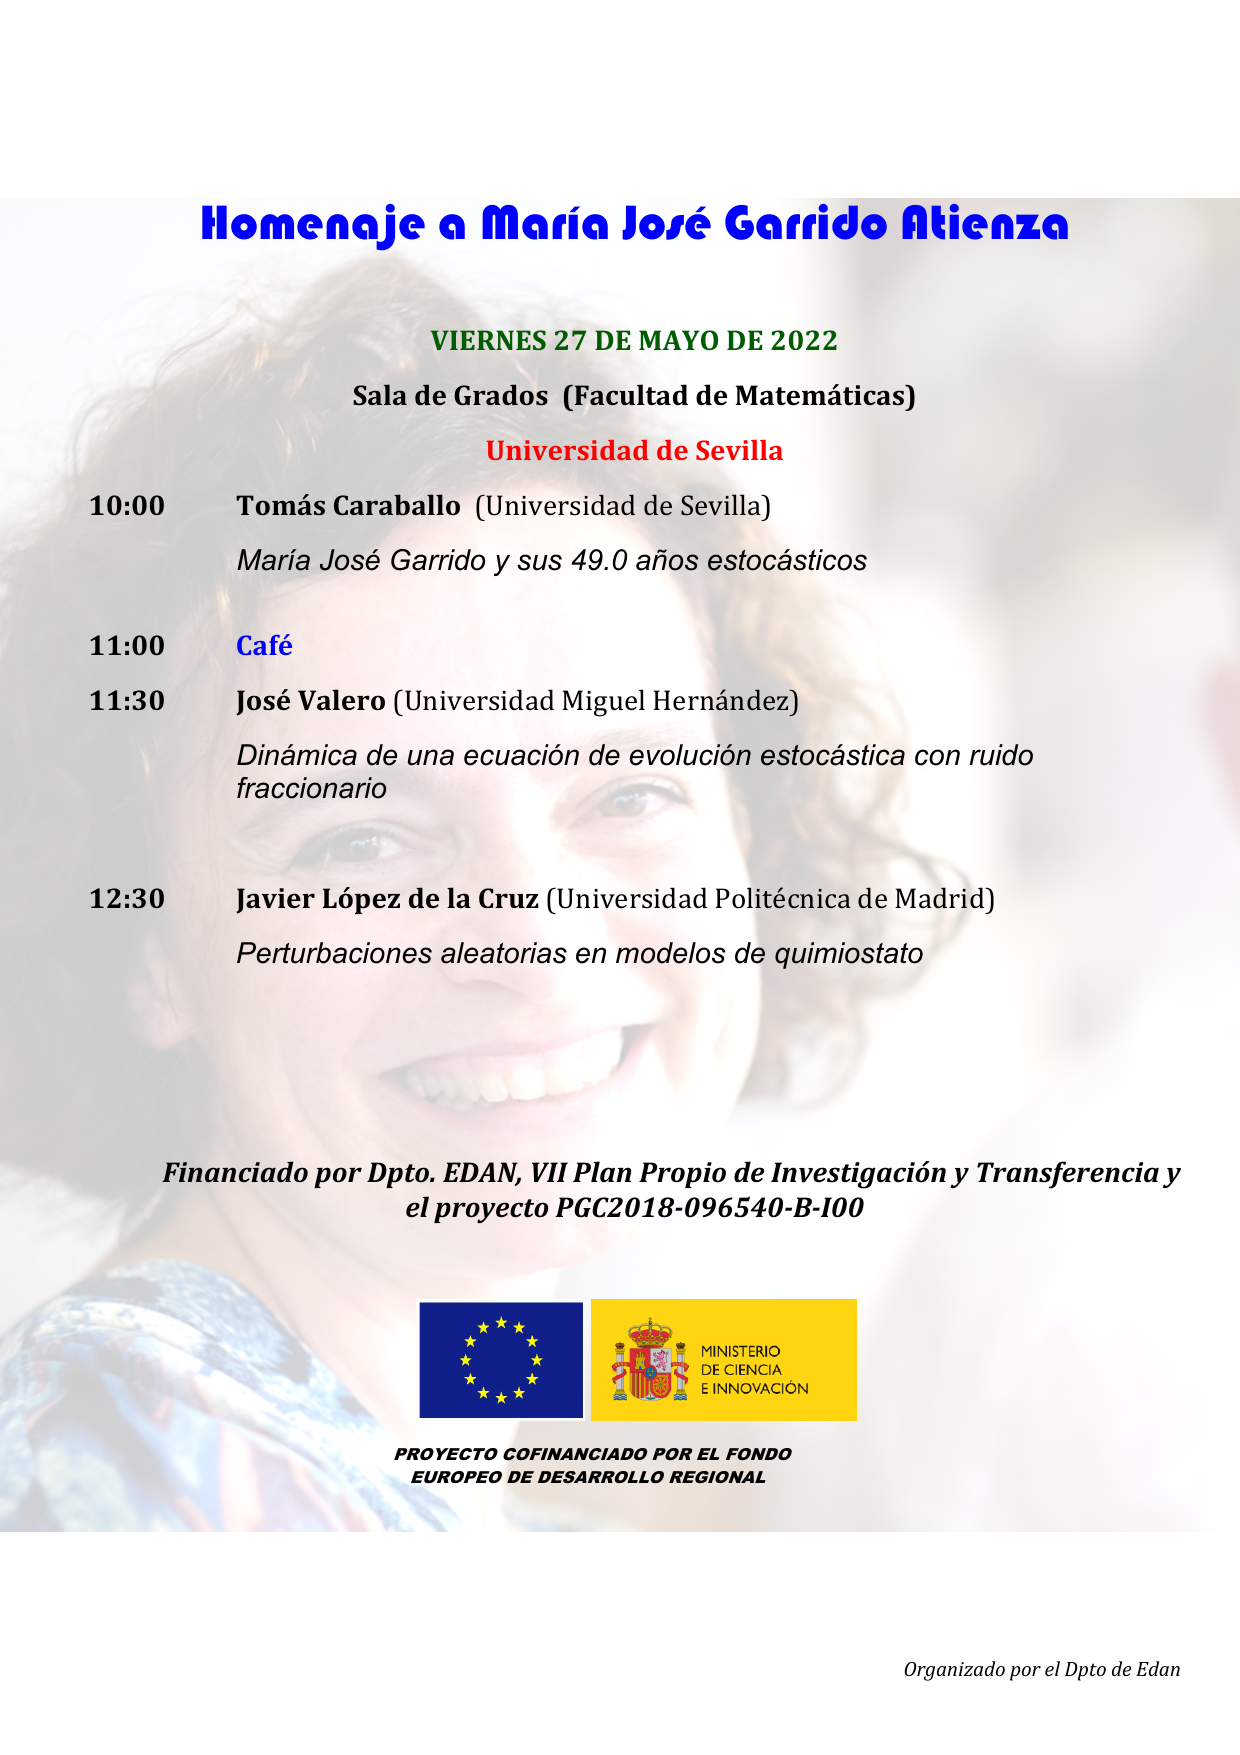 Homenaje a María José Garrido Atienza
VIERNES 27 DE MAYO DE 2022
Sala de Grados (Facultad de Matemáticas)
Universidad de Sevilla
10:00 Tomás Caraballo (Universidad de Sevilla)
María José Garrido y sus 49.0 años estocásticos
11:00 Café
11:30 José Valero (Universidad Miguel Hernández)
Dinámica de una ecuación de evolución estocástica con ruido
fraccionario
12:30 Javier López de la Cruz (Universidad Politécnica de Madrid)
Perturbaciones aleatorias en modelos de quimiostato
Financiado por Dpto. EDAN, VII Plan Propio de Investigación y Transferencia y
el proyecto PGC2018-096540-B-I00
MINISTERIO
DE CIENCIA
E INNOVACIÓN
PROYECTO COFINANCIADO POR EL FONDO
EUROPEO DE DESARROLLO REGIONAL
Organizado por el Dpto de Edan